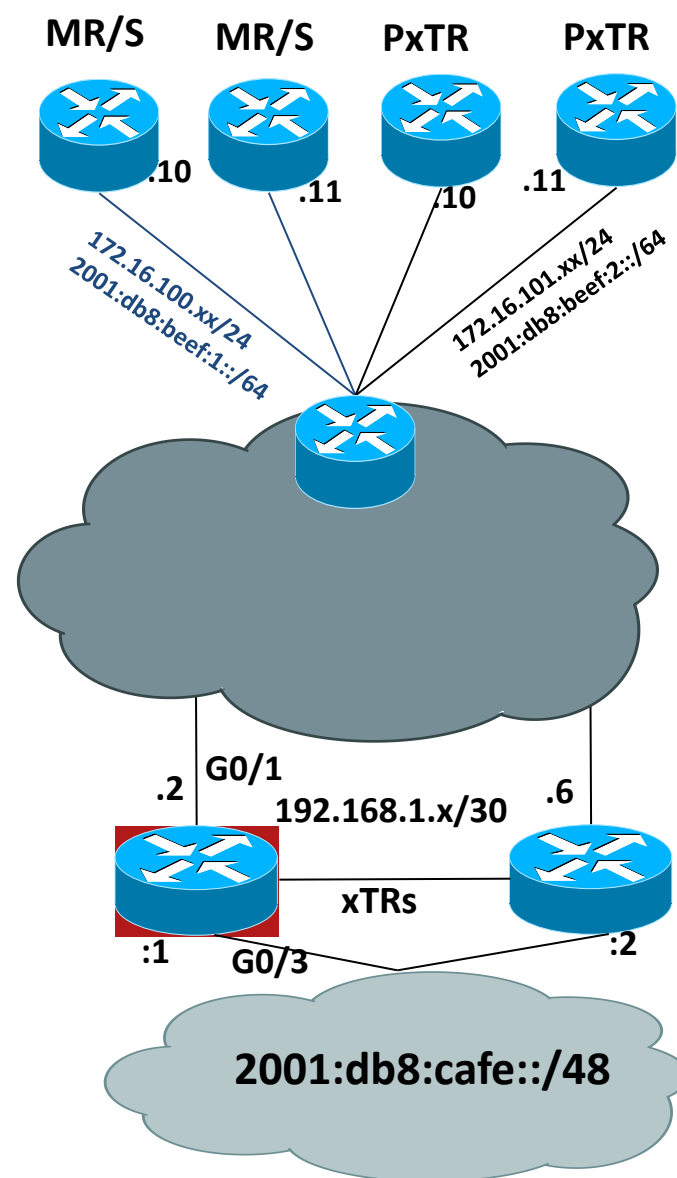 MR/S
MR/S
PxTR
PxTR
.10
.11
.10
.11
172.16.100.xx/24
2001:db8:beef:1::/64
172.16.101.xx/24
2001:db8:beef:2::/64
G0/1
.2
192.168.1.x/30
.6
xTRs
:1
G0/3
:2
2001:db8:cafe::/48